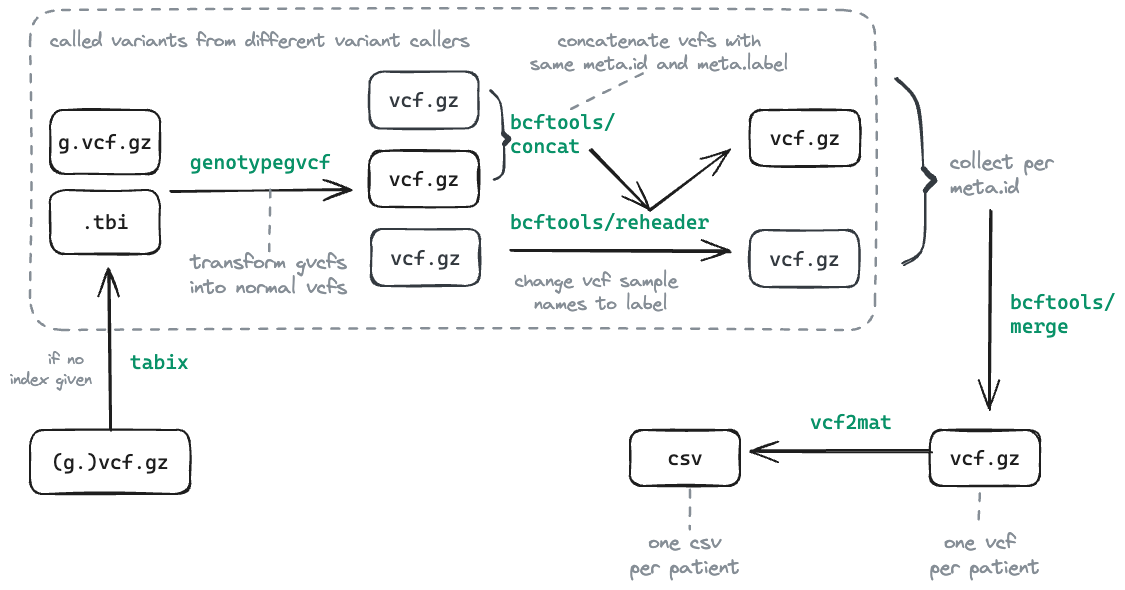 called variants from different variant callers
concatenate vcfs with
same meta.id and meta.label
vcf.gz
bcftools/
concat
g.vcf.gz
genotypegvcf
vcf.gz
vcf.gz
collect per
meta.id
.tbi
bcftools/reheader
transform gvcfs
into normal vcfs
vcf.gz
change vcf sample
names to label
vcf.gz
if no
index given
tabix
bcftools/
merge
(g.)vcf.gz
vcf2mat
csv
vcf.gz
one csv
per patient
one vcf
per patient